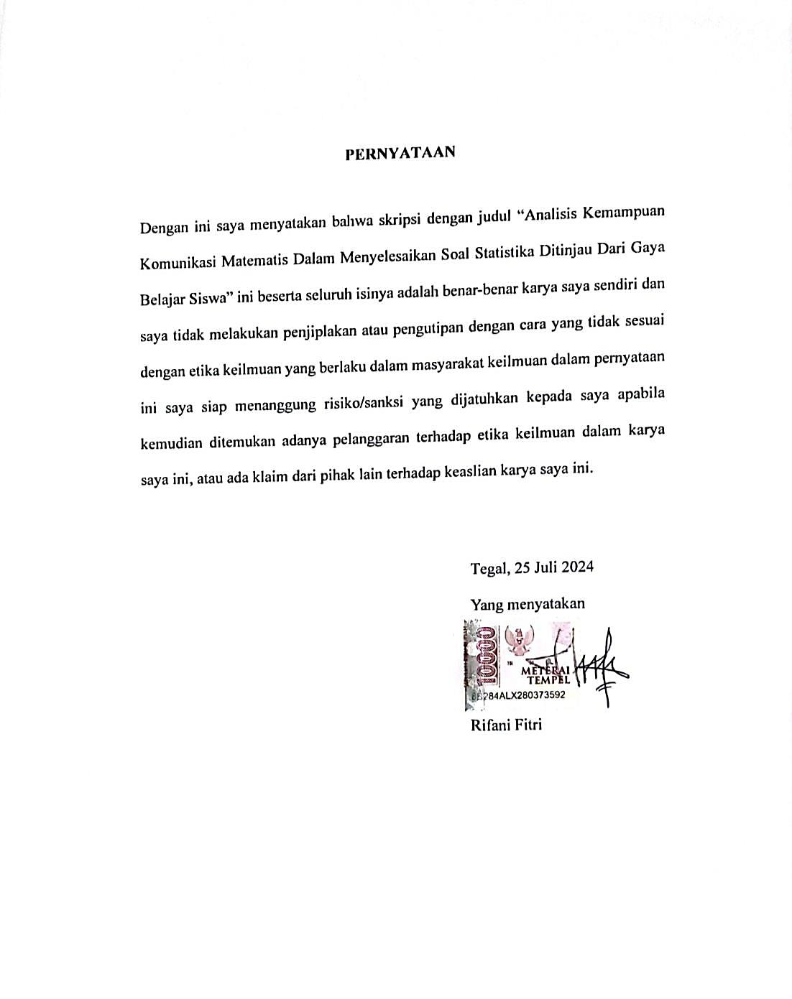 PERNYATAAN
Dengan ini saya menyatakan bahwa skripsi dengan judul “Analisis Kemampuan
Komunikasi Matematis Dalam Menyelesaikan Soal Statistika Ditinjau Dari Gaya
Belajar Siswa” ini beserta seluruh isinya adalah benar-benar karya saya sendiri dan
saya tidak melakukan penjiplakan atau pengutipan dengan cara yang tidak sesuai
dengan etika keilmuan yang berlaku dalam masyarakat keilmuan dalam pernyataan
ini saya siap menanggung risiko/sanksi yang dijatuhkan kepada saya apabila
kemudian ditemukan adanya pelanggaran terhadap etika keilmuan dalam karya
saya ini, atau ada klaim dari pihak lain terhadap keaslian karya saya ini.
Tegal, 25 Juli 2024
Yang menyatakan
10000
METERAI
TEMPEL
Rifani Fitri